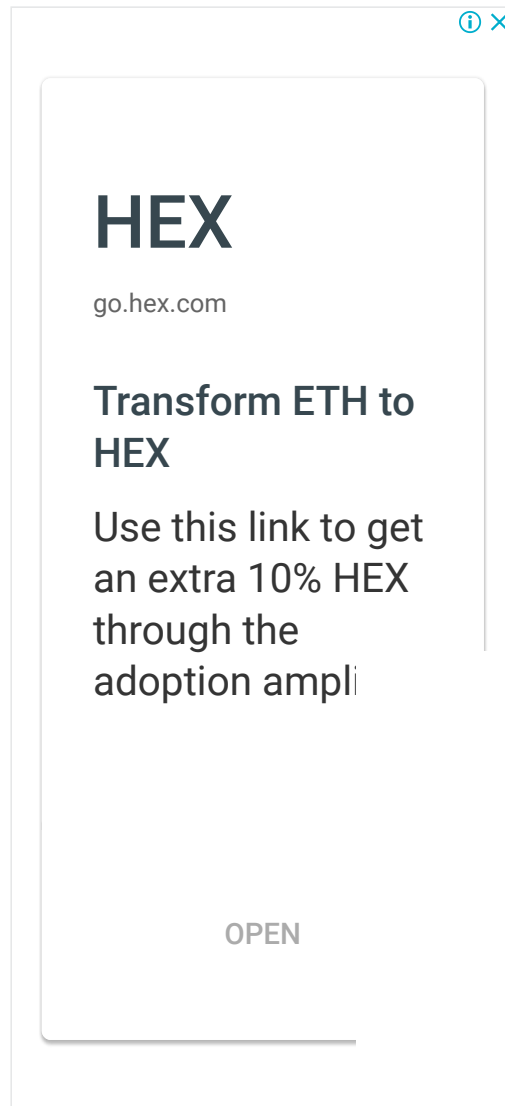 HEX
go.hex.com
Transform ETH to
HEX
Use this link to get
an extra 10% HEX
through the
adoption ampli
OPEN